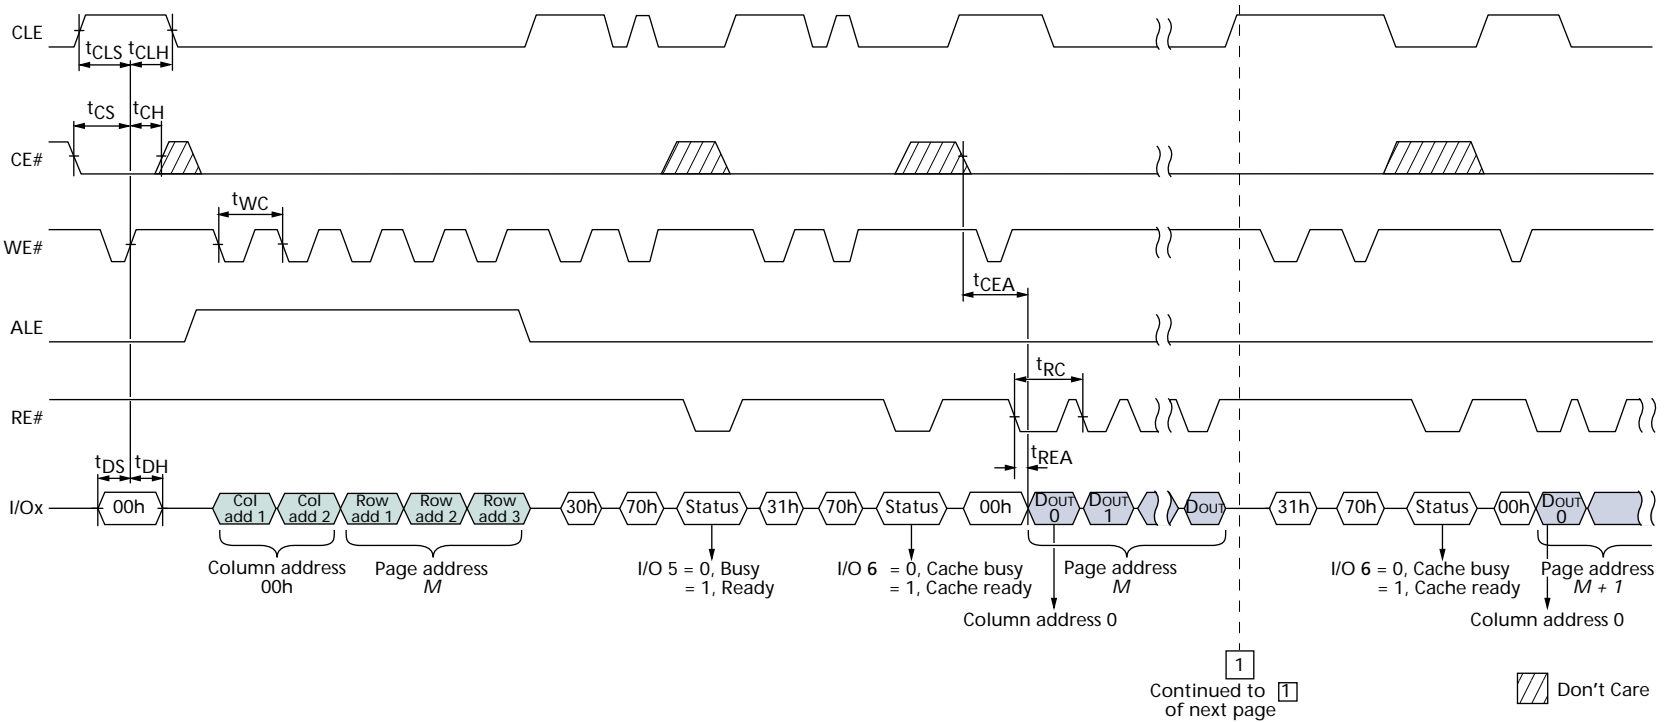 CLE
tCLS tCLH
tCS tCH
CE#
tWC
WE#
tCEA
ALE
tRC
RE#
tREA
tDS tDH
I/Ox
00h
Col add 1
Col add 2
Row add 1
Row add 2
Row add 3
30h
70h
Status
31h
70h
Status
00h
DOUT 0
DOUT 1
DOUT
31h
70h
Status
00h
DOUT 0
Column address
00h
Page address
M
I/O 5 = 0, Busy
= 1, Ready
I/O 6 = 0, Cache busy
= 1, Cache ready
Page address
M
Column address 0
I/O 6 = 0, Cache busy
= 1, Cache ready
Page address
M + 1
Column address 0
1
Continued to 1
of next page
Don't Care